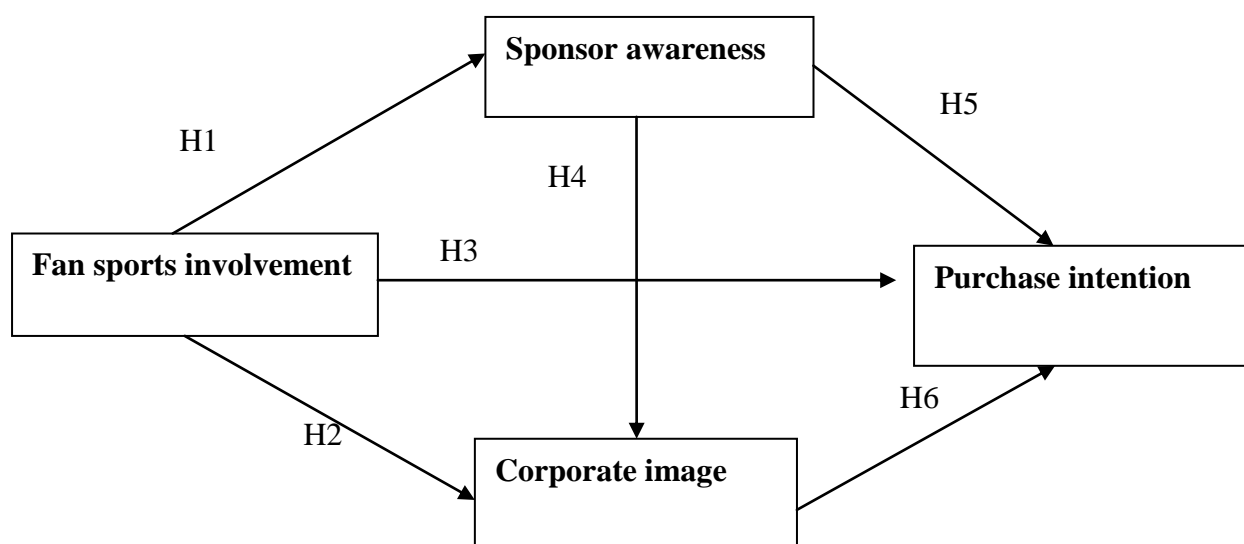 Sponsor awareness
H5
H1
H4
H3
Fan sports involvement
Purchase intention
H6
H2
Corporate image